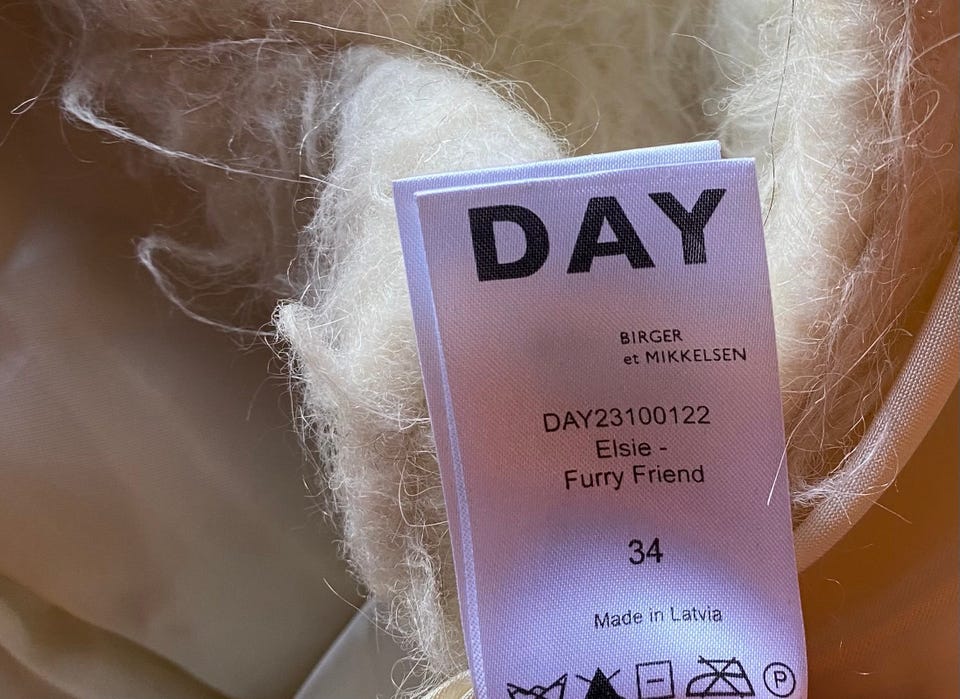 DAY
BIRGER
et MIKKELSEN
DAY23100122
Elsie -
Furry Friend
34
Made in Latvia
P